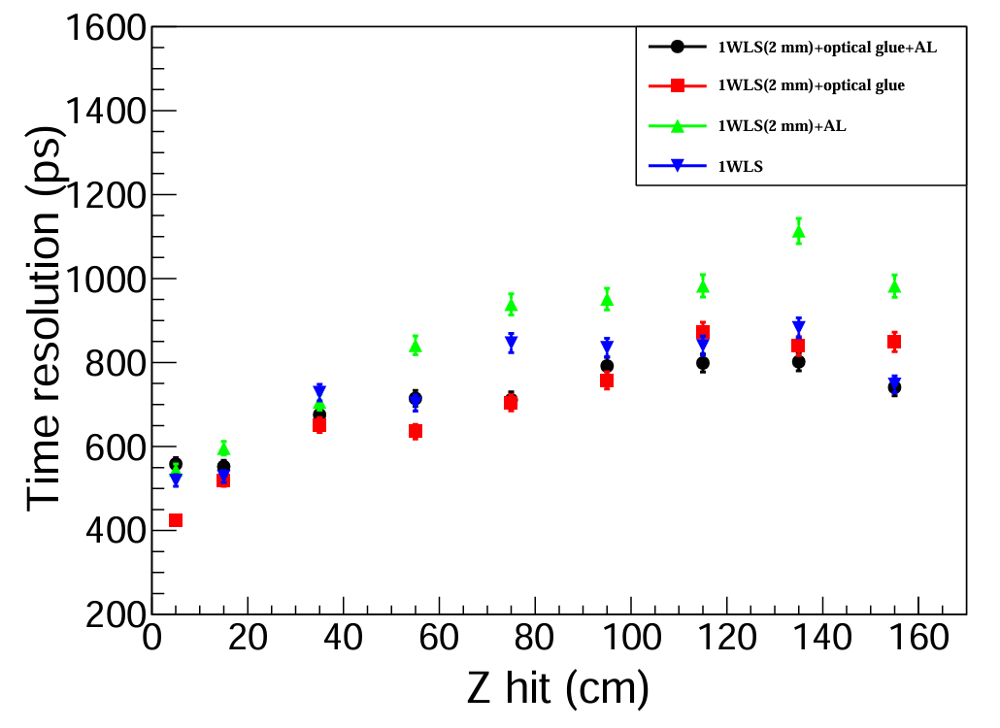 1600
1400
1200
1000
800
600
400
200
0 20 40 60 80 100 120 140 160
Time resolution (ps)
Z hit (cm)
1WLS(2 mm)+optical glue+AL
1WLS(2 mm)+optical glue
1WLS(2 mm)+AL
1WLS